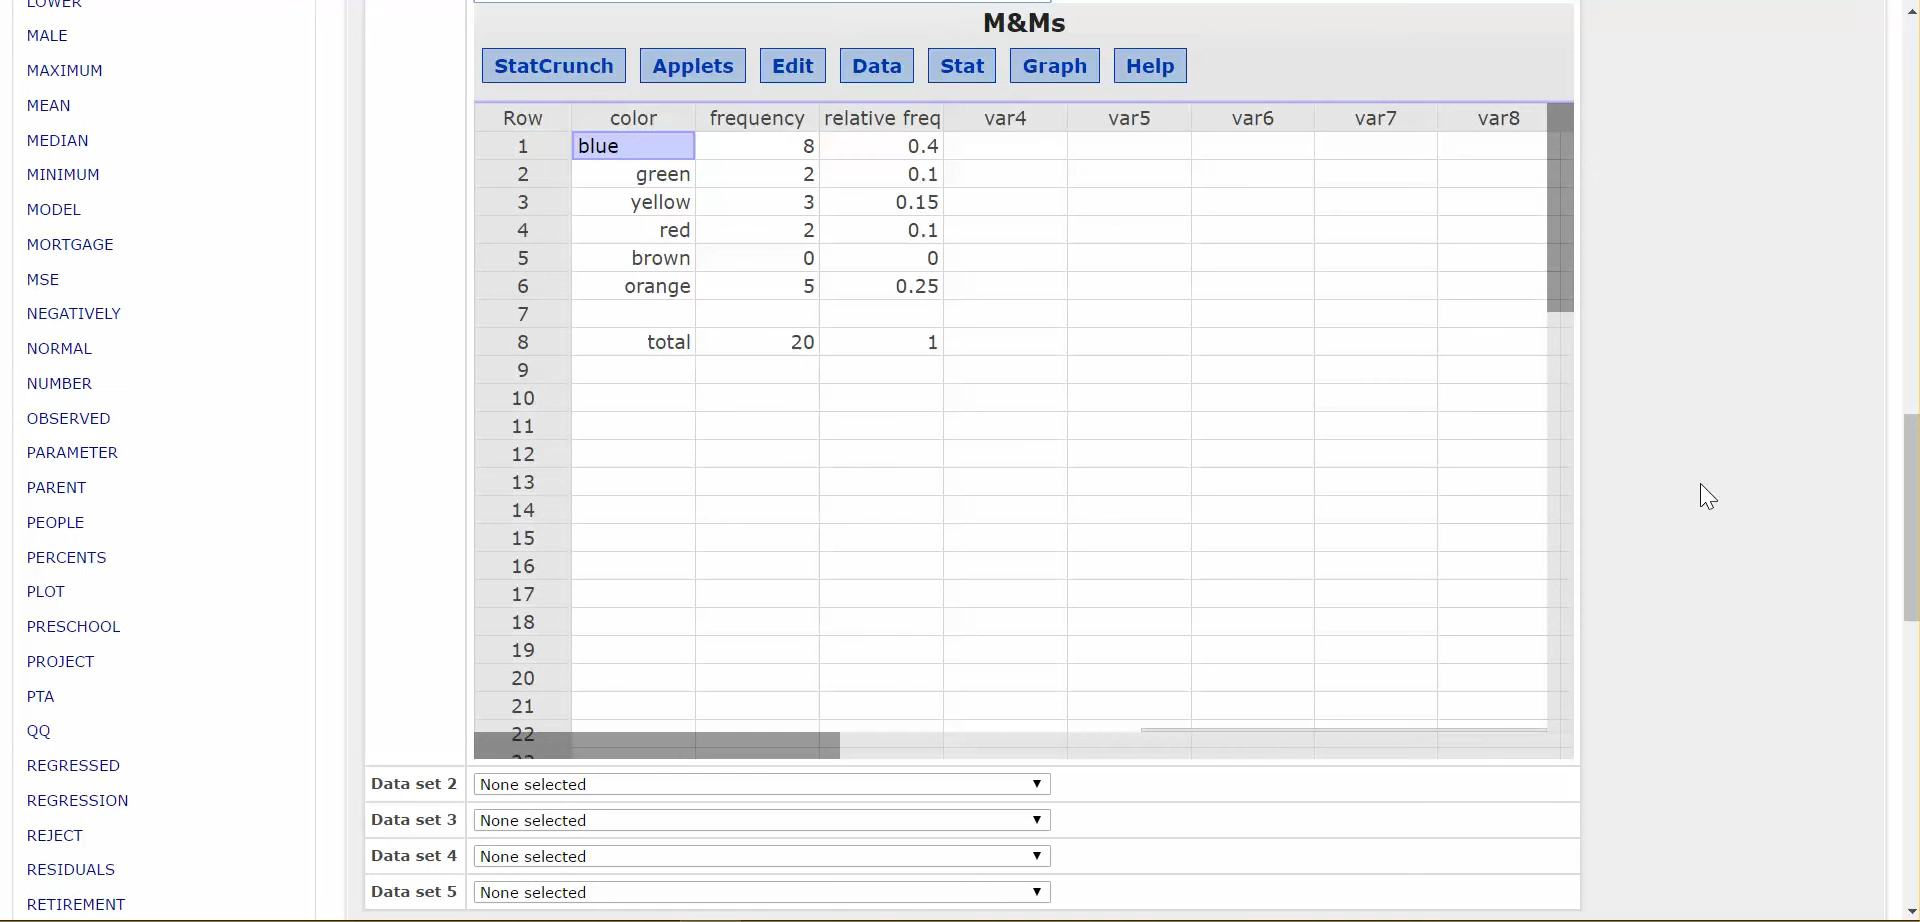 LOWER
MALE
MAXIMUM
MEAN
MEDIAN
MINIMUM
MODEL
MORTGAGE
MSE
NEGATIVELY
NORMAL
NUMBER
OBSERVED
PARAMETER
PARENT
PEOPLE
PERCENTS
PLOT
PRESCHOOL
PROJECT
PTA
QQ
REGRESSED
REGRESSION
REJECT
RESIDUALS
RETIREMENT
M&Ms
StatCrunch Applets Edit Data Stat Graph Help
Row color frequency relative freq var4 var5 var6 var7 var8
1 blue 8 0.4
2 green 2 0.1
3 yellow 3 0.15
4 red 2 0.1
5 brown 0 0
6 orange 5 0.25
7
8 total 20 1
9
10
11
12
13
14
15
16
17
18
19
20
21
22
Data set 2 None selected
Data set 3 None selected
Data set 4 None selected
Data set 5 None selected